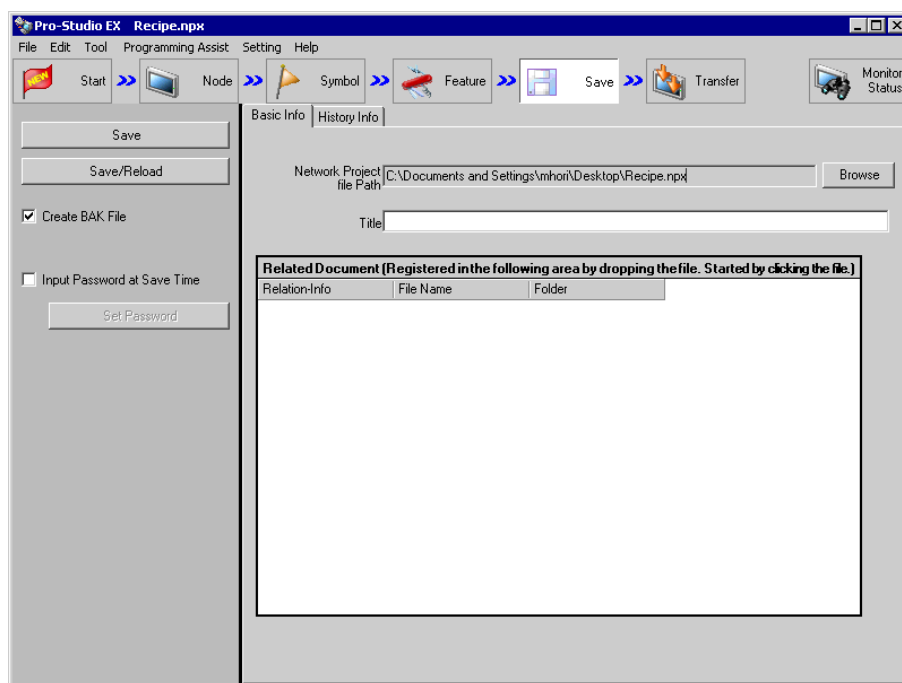 Pro-Studio EX Recipe.npx
File Edit Tool Programming Assist Setting Help
NEW Start Node Symbol Feature Save Transfer Monitor Status
Save
Save/Reload
Create BAK File
Input Password at Save Time
Set Password
Basic Info History Info
Network Project file Path C:\Documents and Settings\mhori\Desktop\Recipe.npx Browse
Title
Related Document (Registered in the following area by dropping the file. Started by clicking the file.)
Relation-Info File Name Folder